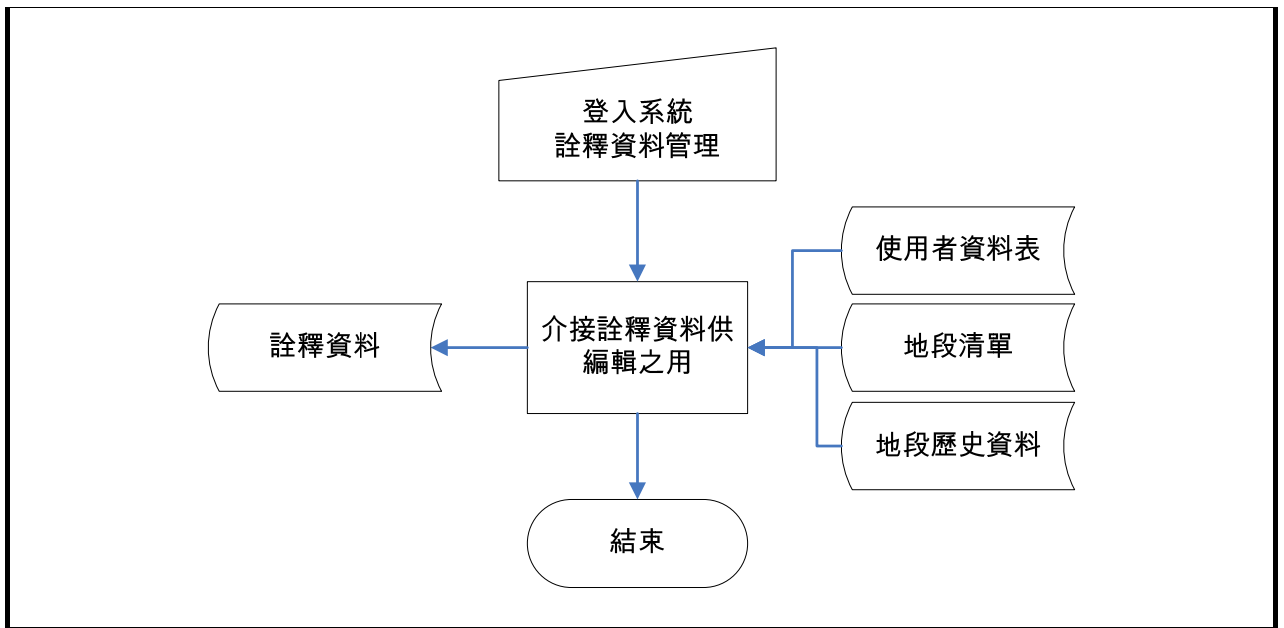 登入系統
詮釋資料管理
使用者資料表
詮釋資料
介接詮釋資料供
編輯之用
地段清單
地段歷史資料
結束